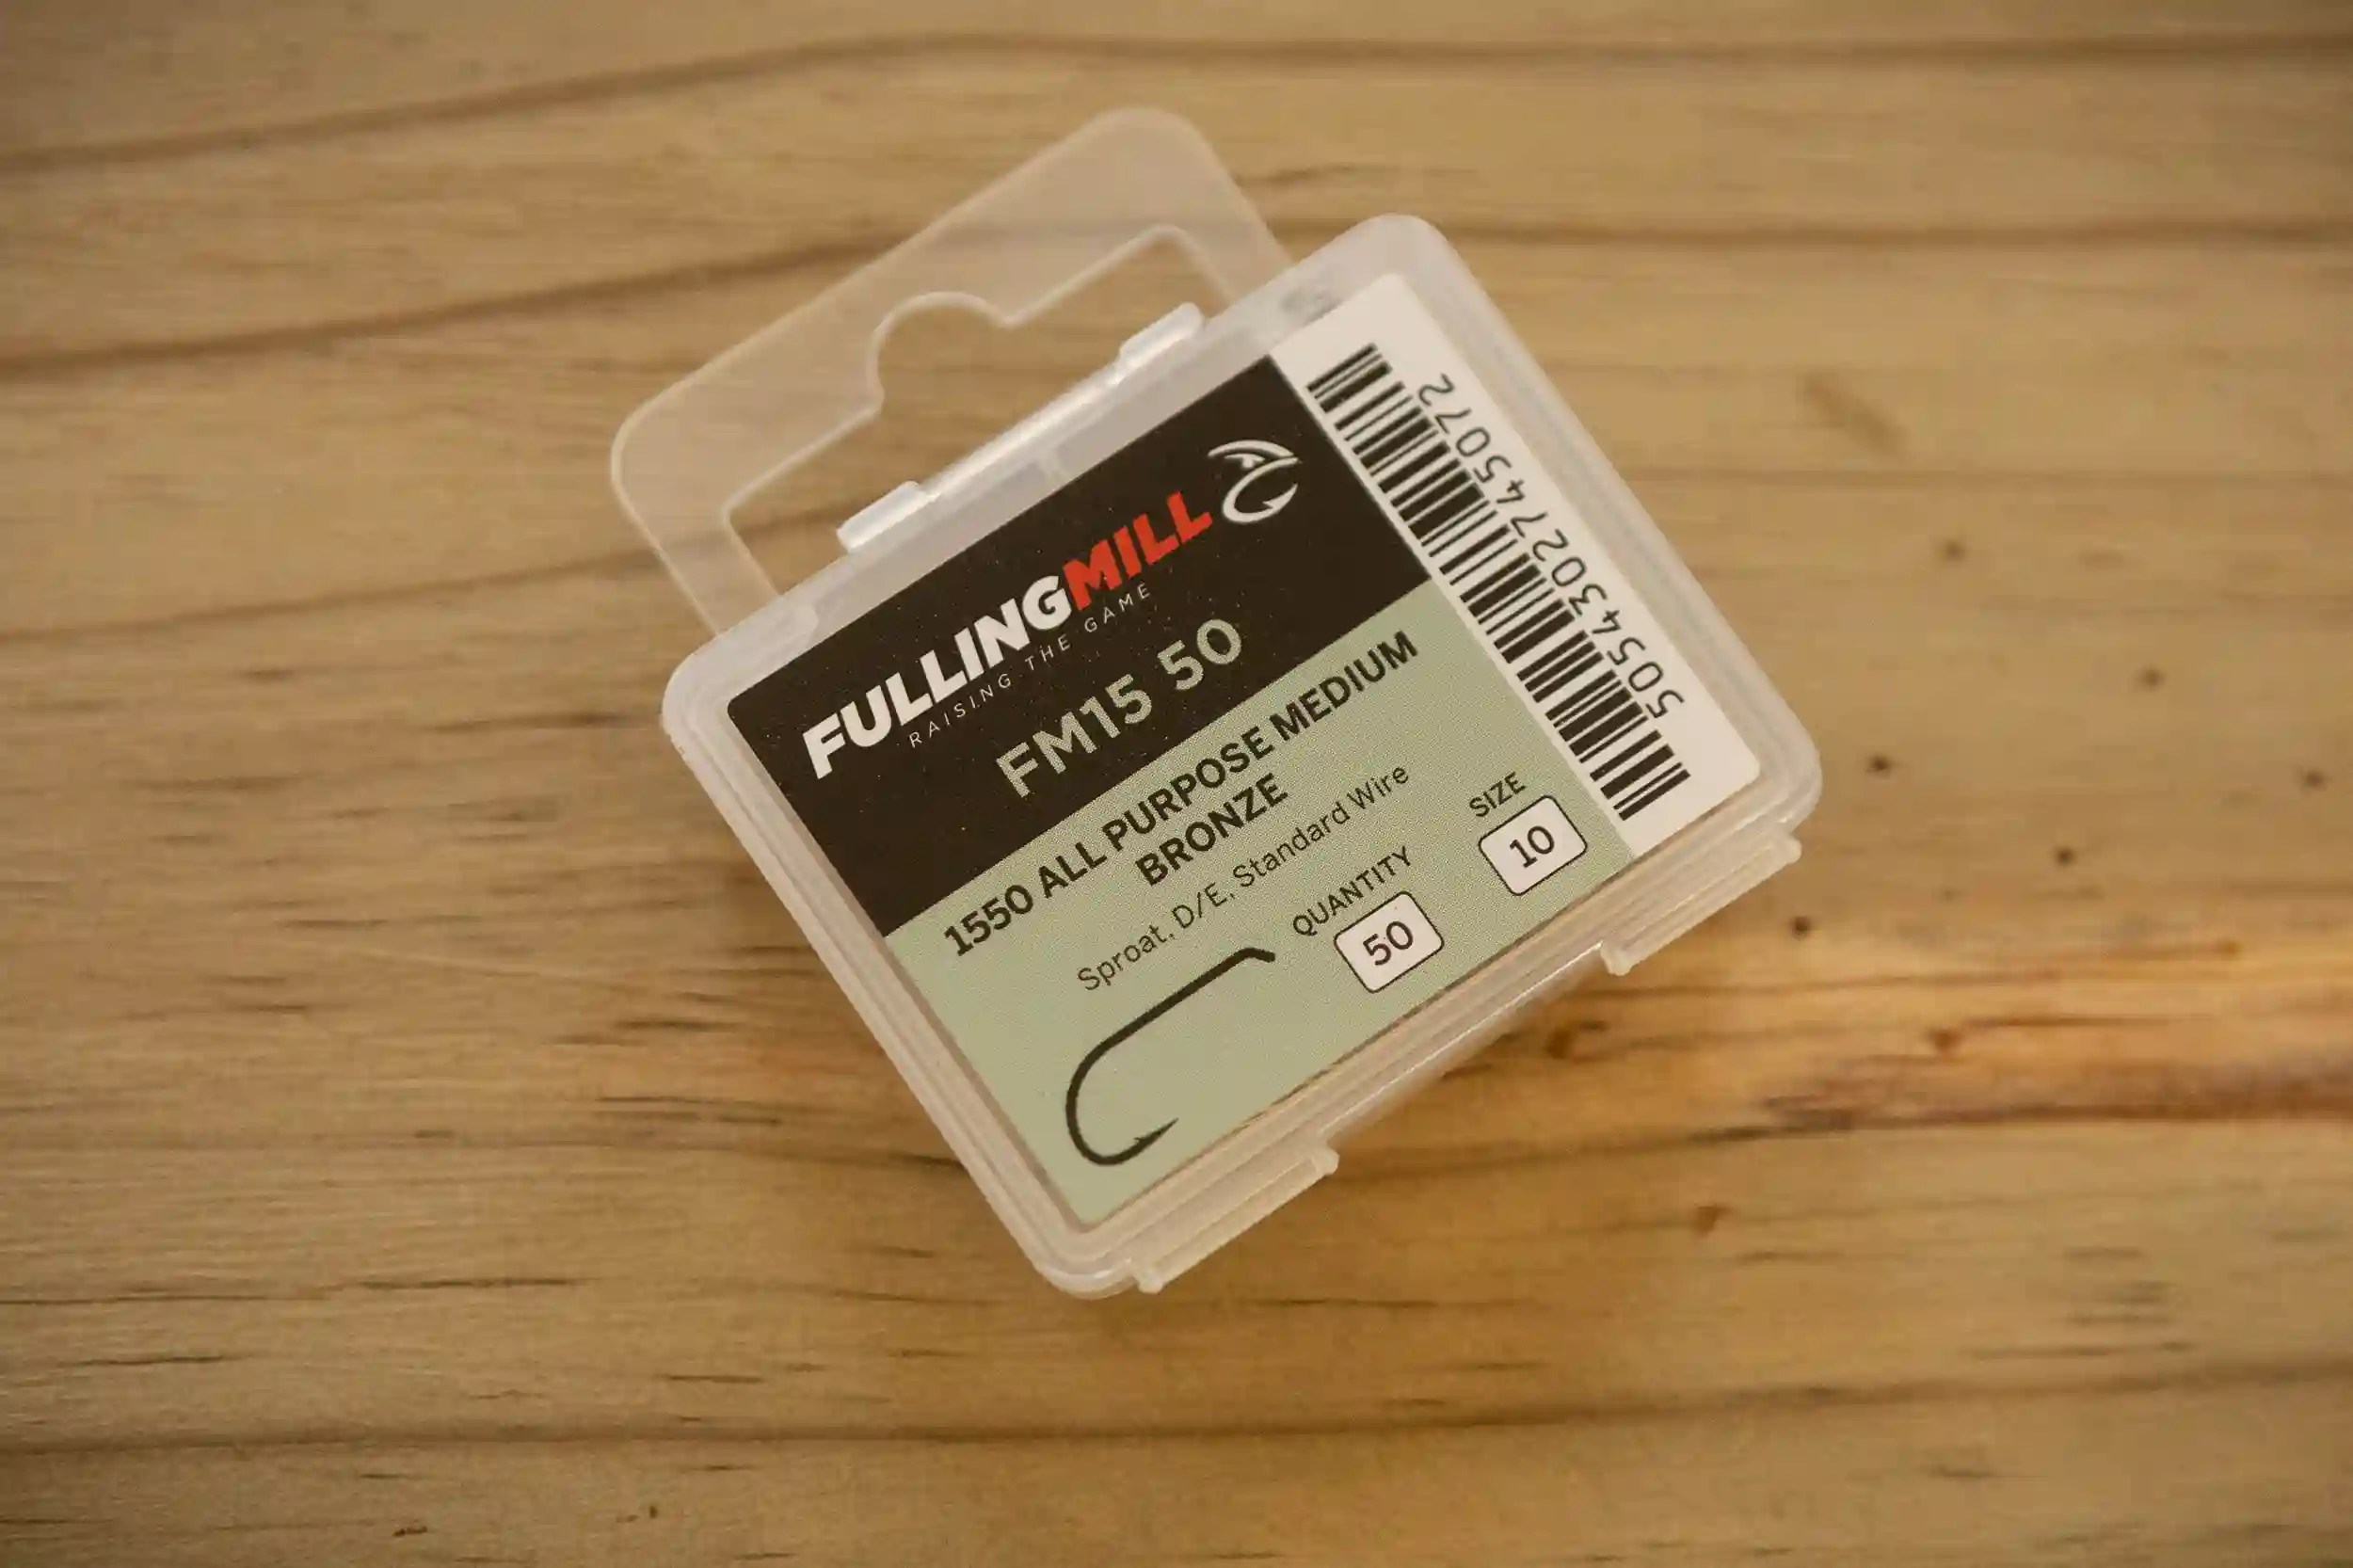 FULLINGMILL
RAISING THE GAME
FM15 50
1550 ALL PURPOSE MEDIUM
BRONZE
Sproat, D/E, Standard Wire
QUANTITY
50
SIZE
10
5054302745072